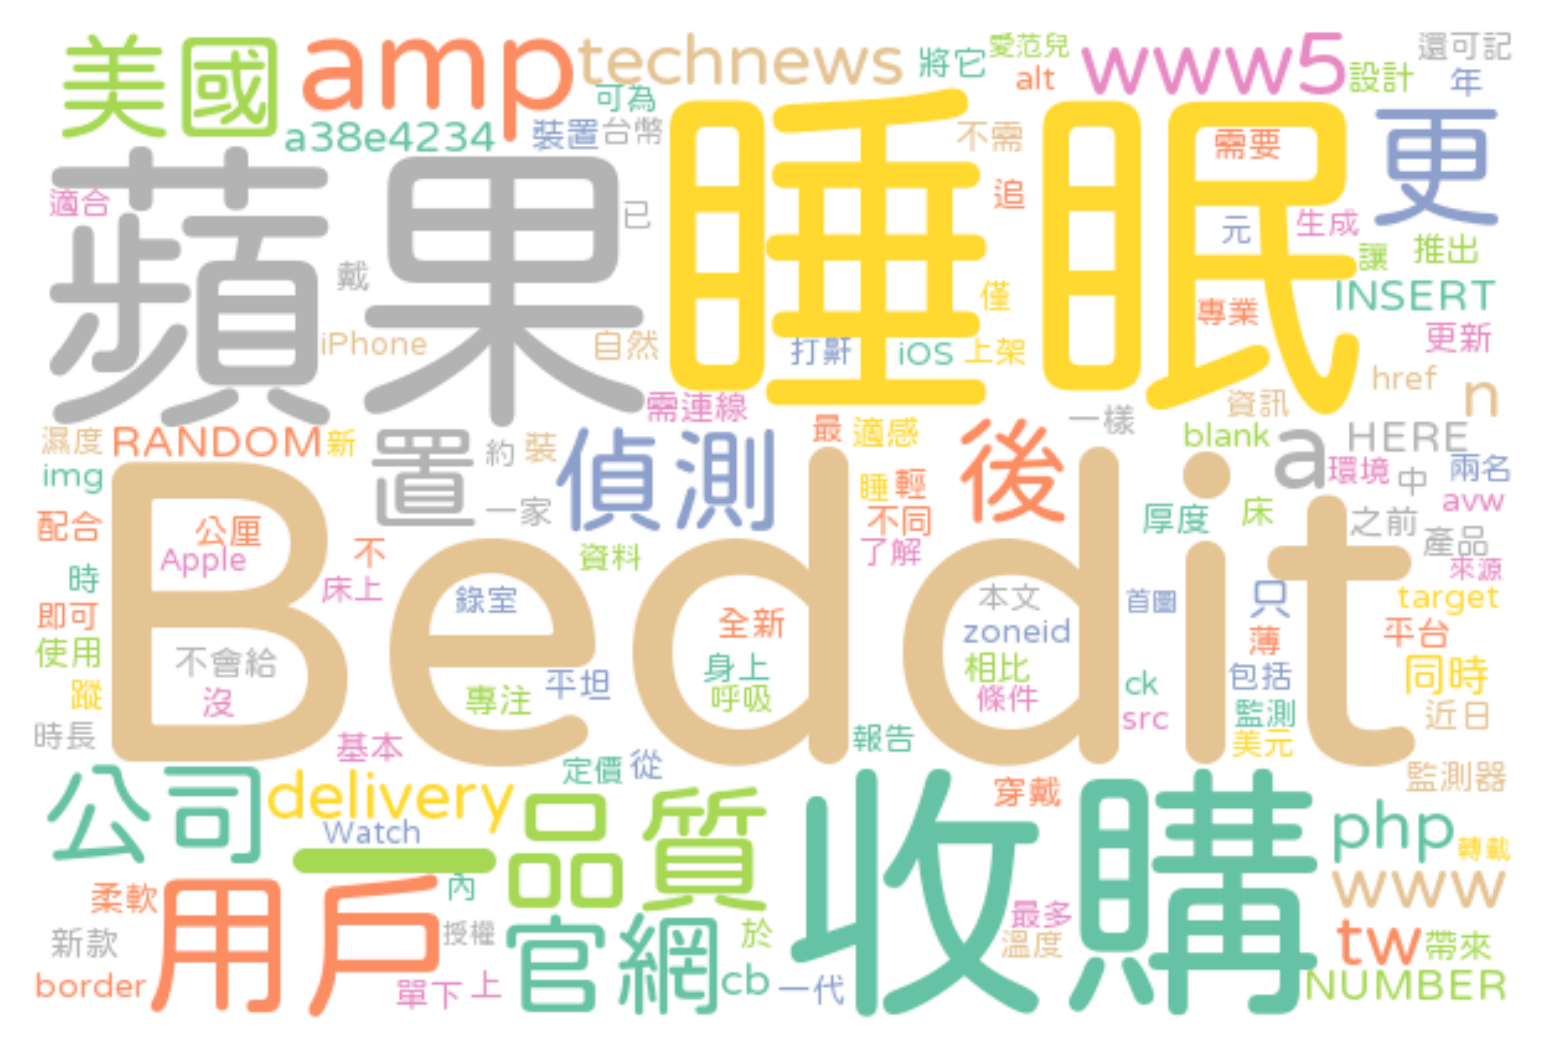 美國 amp technews 將它 愛范兒 alt www5 設計 還可記 年
a38e4234 裝置 台幣 可為 不需 需要 更
適合 蘋果 已 睡眠 追 元 生成 讓 推出
戴 僅 專業 INSERT
iPhone 自然 打鼾 iOS 上架 更新
需連線 一樣 資訊 href n
濕度 RANDOM 新 置 約 裝 偵測 最 適感 後 blank a HERE
img 一家 睡 輕 環境 中 兩名
配合 公厘 不同 厚度 床 之前 avw
Apple 不 資料 了解 產品
時 床上 Beddit 來源
即可 錄室 全新 本文 首圖 只 target
使用 不會給 身上 zoneid 薄 平台
蹤 沒 專注 平坦 呼吸 相比 條件 ck 包括 同時
時長 基本 報告 src 監測 美元 近日
公司 delivery 定價 從 穿戴 監測器
Watch 一 品質 收購 php 轉載
柔軟 用戶 內 www
新款 授權 官網 於 最多 溫度 tw 帶來
border 單下 上 cb 一代 NUMBER